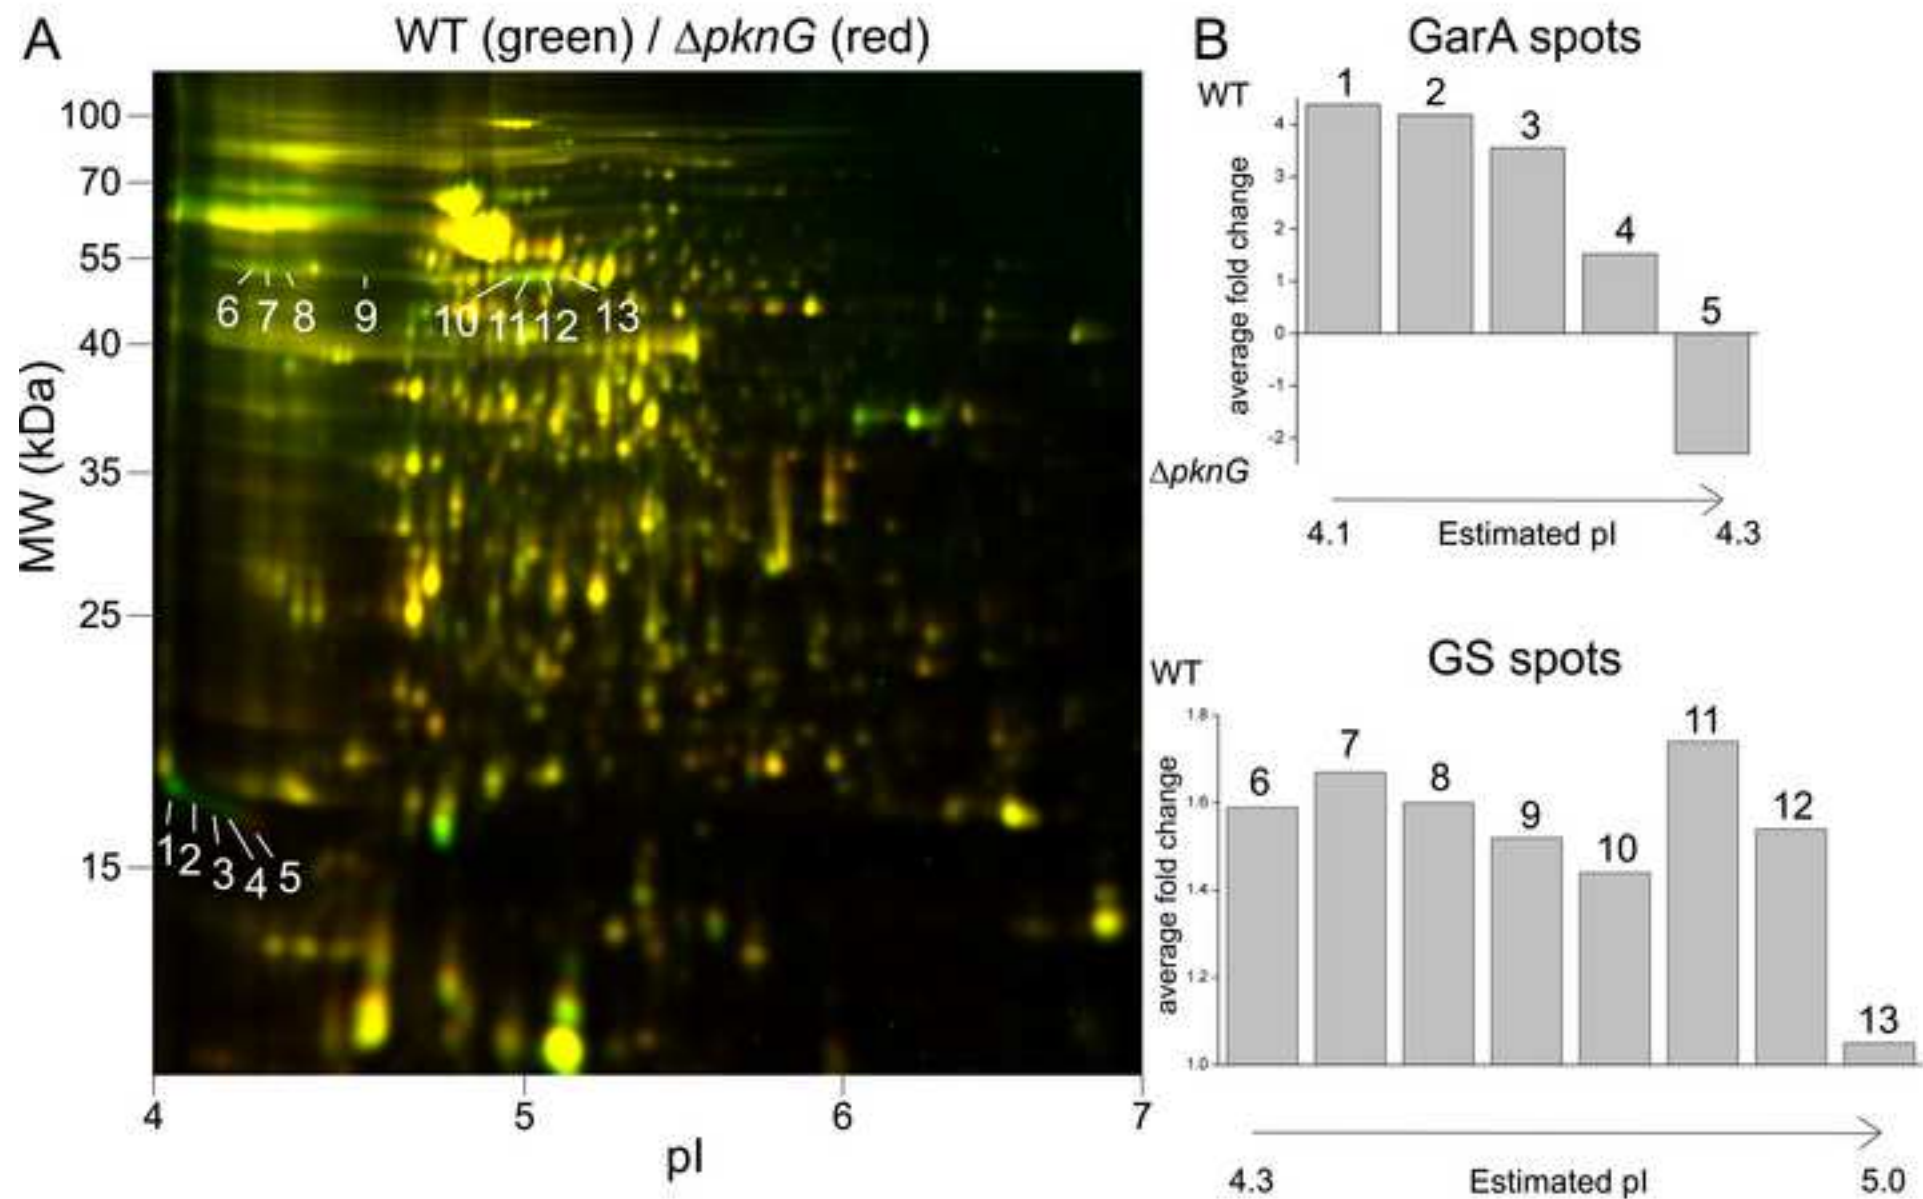 A
WT (green) / ΔpknG (red)
100
70
55
40
35
25
15
MW (kDa)
6 7 8 9 10 11 12 13
1 2 3 4 5
4 5 6 7
pI
B
GarA spots
WT
average fold change
4
3
2
1
0
-1
-2
1 2 3 4 5
ΔpknG
4.1 Estimated pI 4.3
GS spots
WT
average fold change
1.8
1.6
1.4
1.2
1.0
6 7 8 9 10 11 12 13
4.3 Estimated pI 5.0